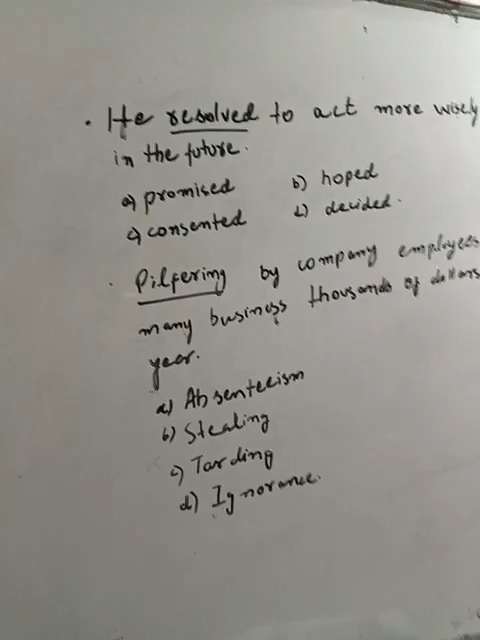 . He resolved to act more wisely
in the future.
a) promised b) hoped
c) consented d) decided.
. Pilfering by company employees
many business thousands of dollars
year.
a) Absenteeism
b) Stealing
c) Tarding
d) Ignorance.